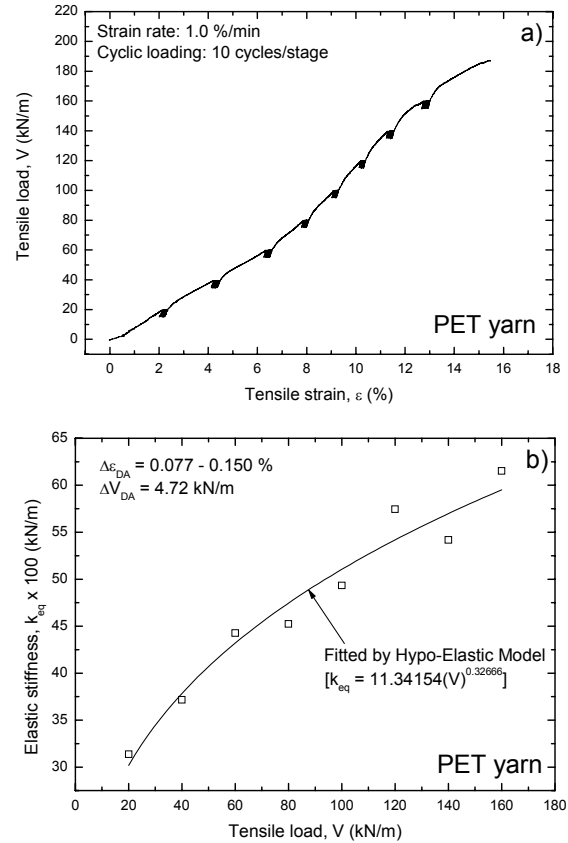 a)
Strain rate: 1.0 %/min
Cyclic loading: 10 cycles/stage
220
200
180
160
140
120
100
80
60
40
20
0
Tensile load, V (kN/m)
PET yarn
0 2 4 6 8 10 12 14 16 18
Tensile strain, ε (%)
b)
Δε_DA = 0.077 - 0.150 %
ΔV_DA = 4.72 kN/m
65
60
55
50
45
40
35
30
Elastic stiffness, k_eq x 100 (kN/m)
Fitted by Hypo-Elastic Model
[k_eq = 11.34154(V)^0.32666]
PET yarn
0 20 40 60 80 100 120 140 160 180
Tensile load, V (kN/m)